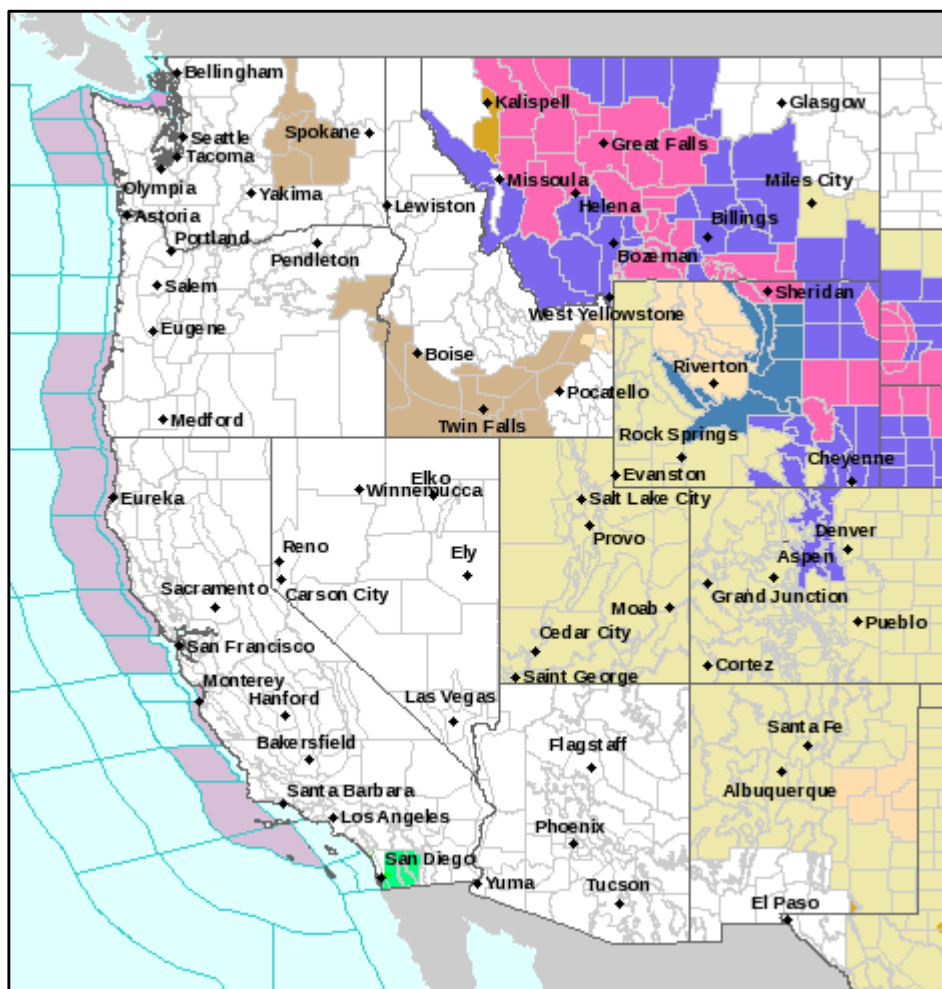 Bellingham
Kalispell
Glasgow
Spokane
Seattle
Great Falls
Tacoma
Olympia
Missoula
Miles City
Yakima
Lewiston
Helena
Astoria
Billings
Portland
Pendleton
Bozeman
Salem
Sheridan
West Yellowstone
Eugene
Boise
Riverton
Pocatello
Medford
Twin Falls
Rock Springs
Evanston
Cheyenne
Elko
Winnemucca
Eureka
Salt Lake City
Provo
Denver
Reno
Ely
Aspen
Carson City
Grand Junction
Sacramento
Moab
Pueblo
San Francisco
Cedar City
Cortez
Saint George
Monterey
Hanford
Las Vegas
Santa Fe
Bakersfield
Flagstaff
Albuquerque
Santa Barbara
Los Angeles
Phoenix
San Diego
Yuma
Tucson
El Paso